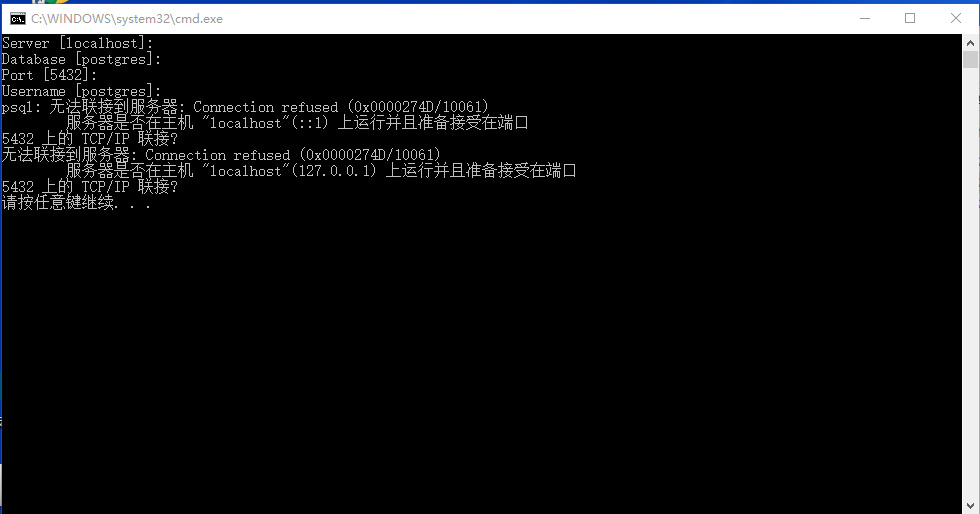 C:\WINDOWS\system32\cmd.exe
Server [localhost]:
Database [postgres]:
Port [5432]:
Username [postgres]:
psql: 无法联接到服务器: Connection refused (0x0000274D/10061)
服务器是否在主机 "localhost"(::1) 上运行并且准备接受在端口
5432 上的 TCP/IP 联接?
无法联接到服务器: Connection refused (0x0000274D/10061)
服务器是否在主机 "localhost"(127.0.0.1) 上运行并且准备接受在端口
5432 上的 TCP/IP 联接?
请按任意键继续. . .